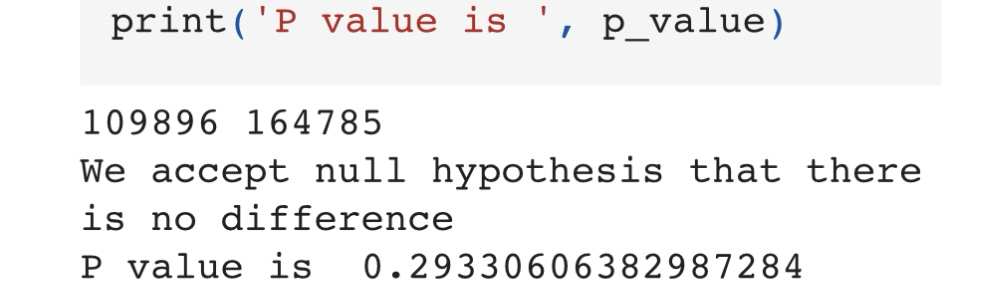 print('P value is ', p_value)
109896 164785
We accept null hypothesis that there
is no difference
P value is  0.29330606382987284